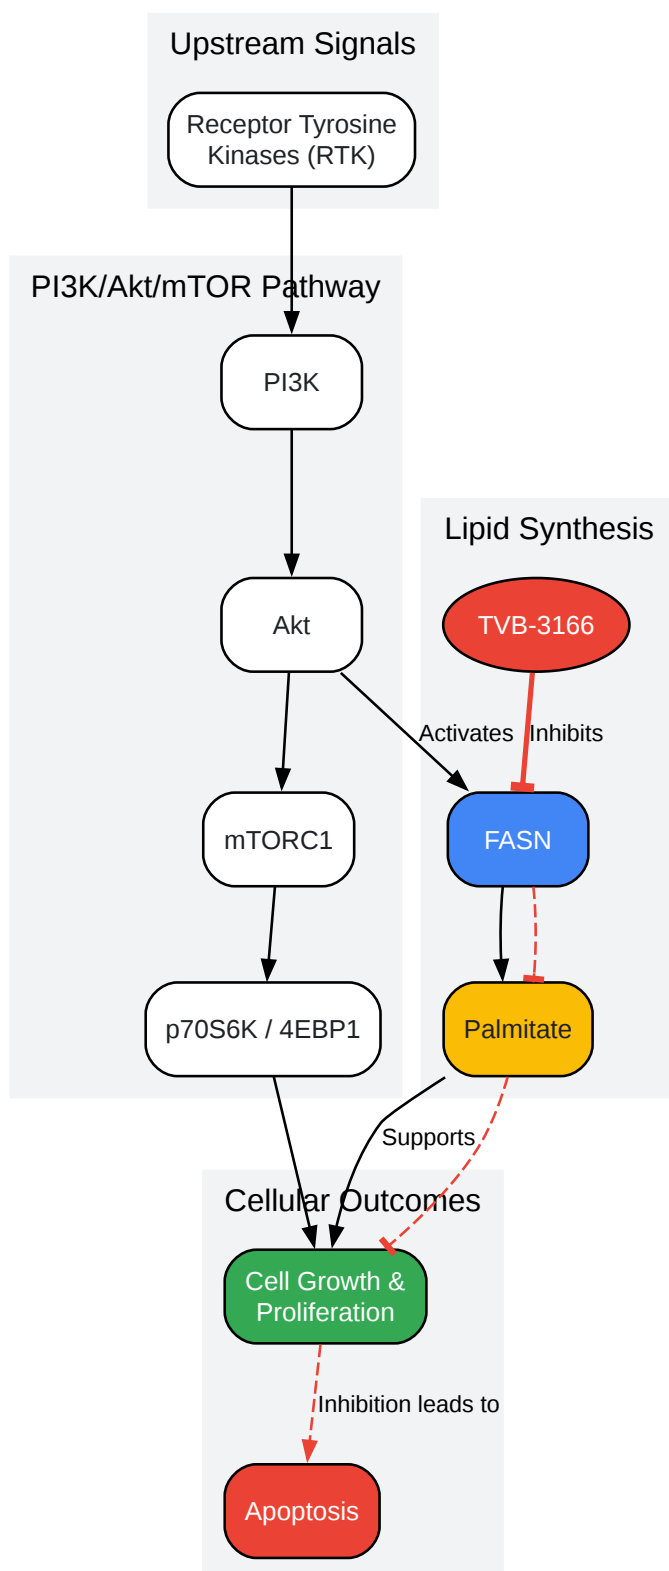 Upstream Signals
Receptor Tyrosine
Kinases (RTK)
PI3K/Akt/mTOR Pathway
PI3K
Lipid Synthesis
Akt
TVB-3166
Activates
Inhibits
mTORC1
FASN
p70S6K / 4EBP1
Palmitate
Supports
Cellular Outcomes
Cell Growth &
Proliferation
Inhibition leads to
Apoptosis